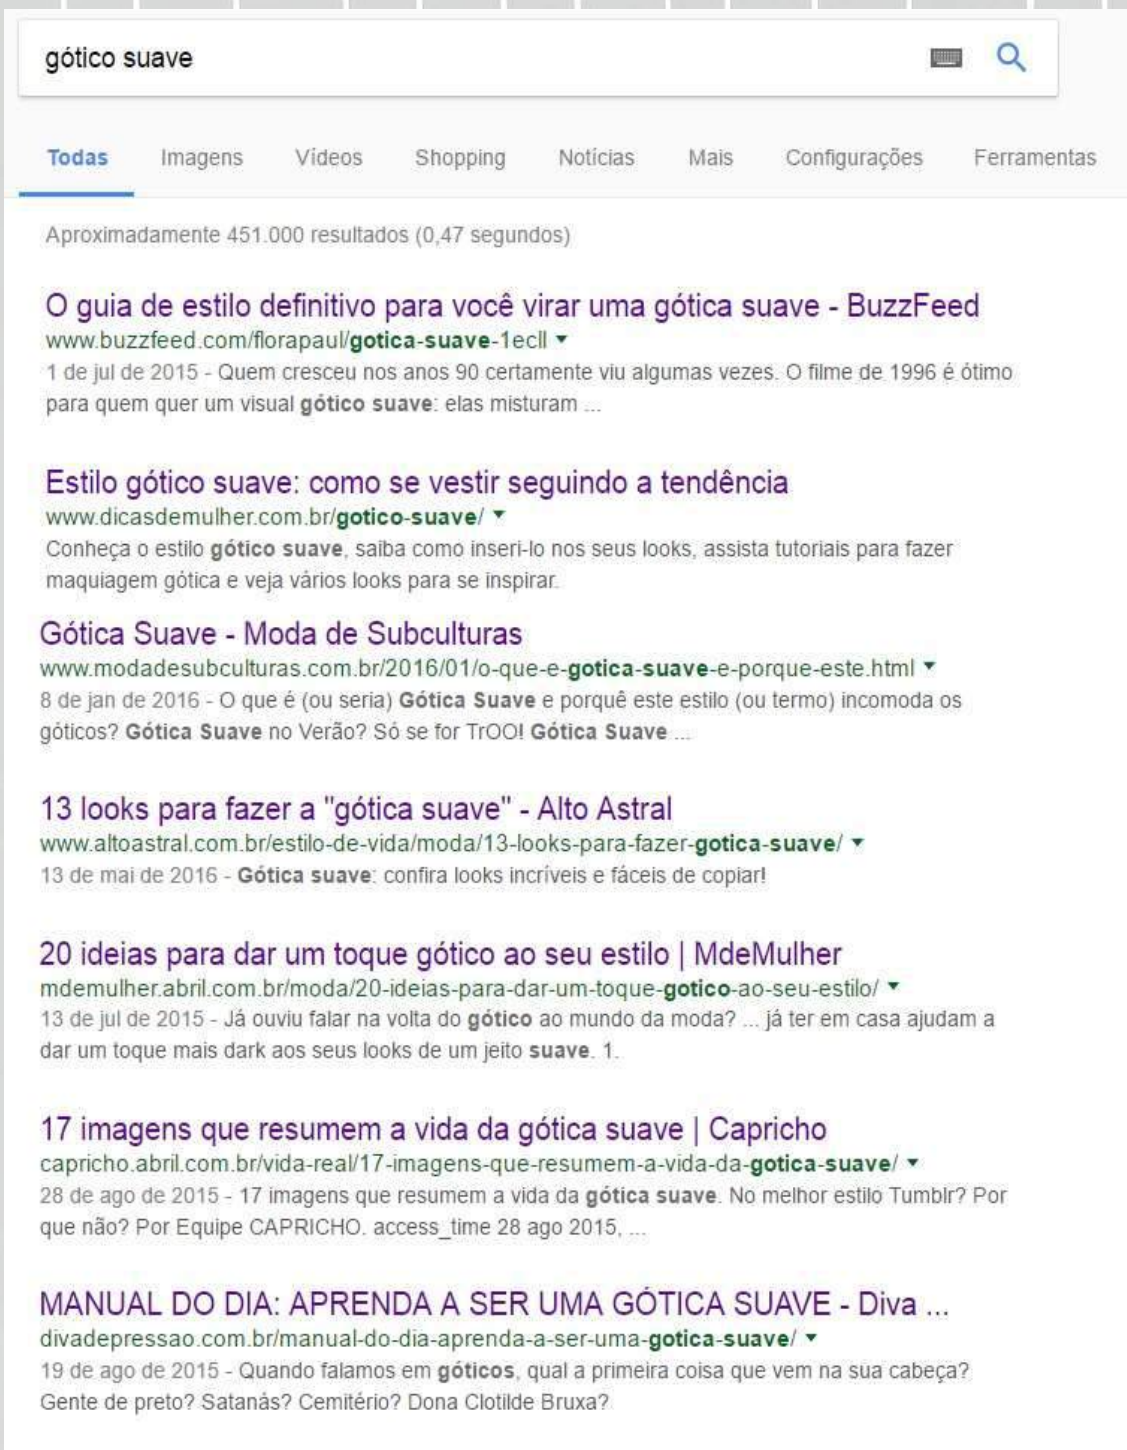 gótico suave
Todas Imagens Vídeos Shopping Notícias Mais Configurações Ferramentas
Aproximadamente 451.000 resultados (0,47 segundos)
O guia de estilo definitivo para você virar uma gótica suave - BuzzFeed
www.buzzfeed.com/florapaul/gotica-suave-1ecll
1 de jul de 2015 - Quem cresceu nos anos 90 certamente viu algumas vezes. O filme de 1996 é ótimo
para quem quer um visual gótico suave: elas misturam ...
Estilo gótico suave: como se vestir seguindo a tendência
www.dicasdemulher.com.br/gotico-suave/
Conheça o estilo gótico suave, saiba como inseri-lo nos seus looks, assista tutoriais para fazer
maquiagem gótica e veja vários looks para se inspirar.
Gótica Suave - Moda de Subculturas
www.modadesubculturas.com.br/2016/01/o-que-e-gotica-suave-e-porque-este.html
8 de jan de 2016 - O que é (ou seria) Gótica Suave e porquê este estilo (ou termo) incomoda os
góticos? Gótica Suave no Verão? Só se for TrOO! Gótica Suave ...
13 looks para fazer a "gótica suave" - Alto Astral
www.altoastral.com.br/estilo-de-vida/moda/13-looks-para-fazer-gotica-suave/
13 de mai de 2016 - Gótica suave: confira looks incríveis e fáceis de copiar!
20 ideias para dar um toque gótico ao seu estilo | MdeMulher
mdemulher.abril.com.br/moda/20-ideias-para-dar-um-toque-gotico-ao-seu-estilo/
13 de jul de 2015 - Já ouviu falar na volta do gótico ao mundo da moda? ... já ter em casa ajudam a
dar um toque mais dark aos seus looks de um jeito suave. 1.
17 imagens que resumem a vida da gótica suave | Capricho
capricho.abril.com.br/vida-real/17-imagens-que-resumem-a-vida-da-gotica-suave/
28 de ago de 2015 - 17 imagens que resumem a vida da gótica suave. No melhor estilo Tumblr? Por
que não? Por Equipe CAPRICHO. access_time 28 ago 2015, ...
MANUAL DO DIA: APRENDA A SER UMA GÓTICA SUAVE - Diva ...
divadepressao.com.br/manual-do-dia-aprenda-a-ser-uma-gotica-suave/
19 de ago de 2015 - Quando falamos em góticos, qual a primeira coisa que vem na sua cabeça?
Gente de preto? Satanás? Cemitério? Dona Clotilde Bruxa?